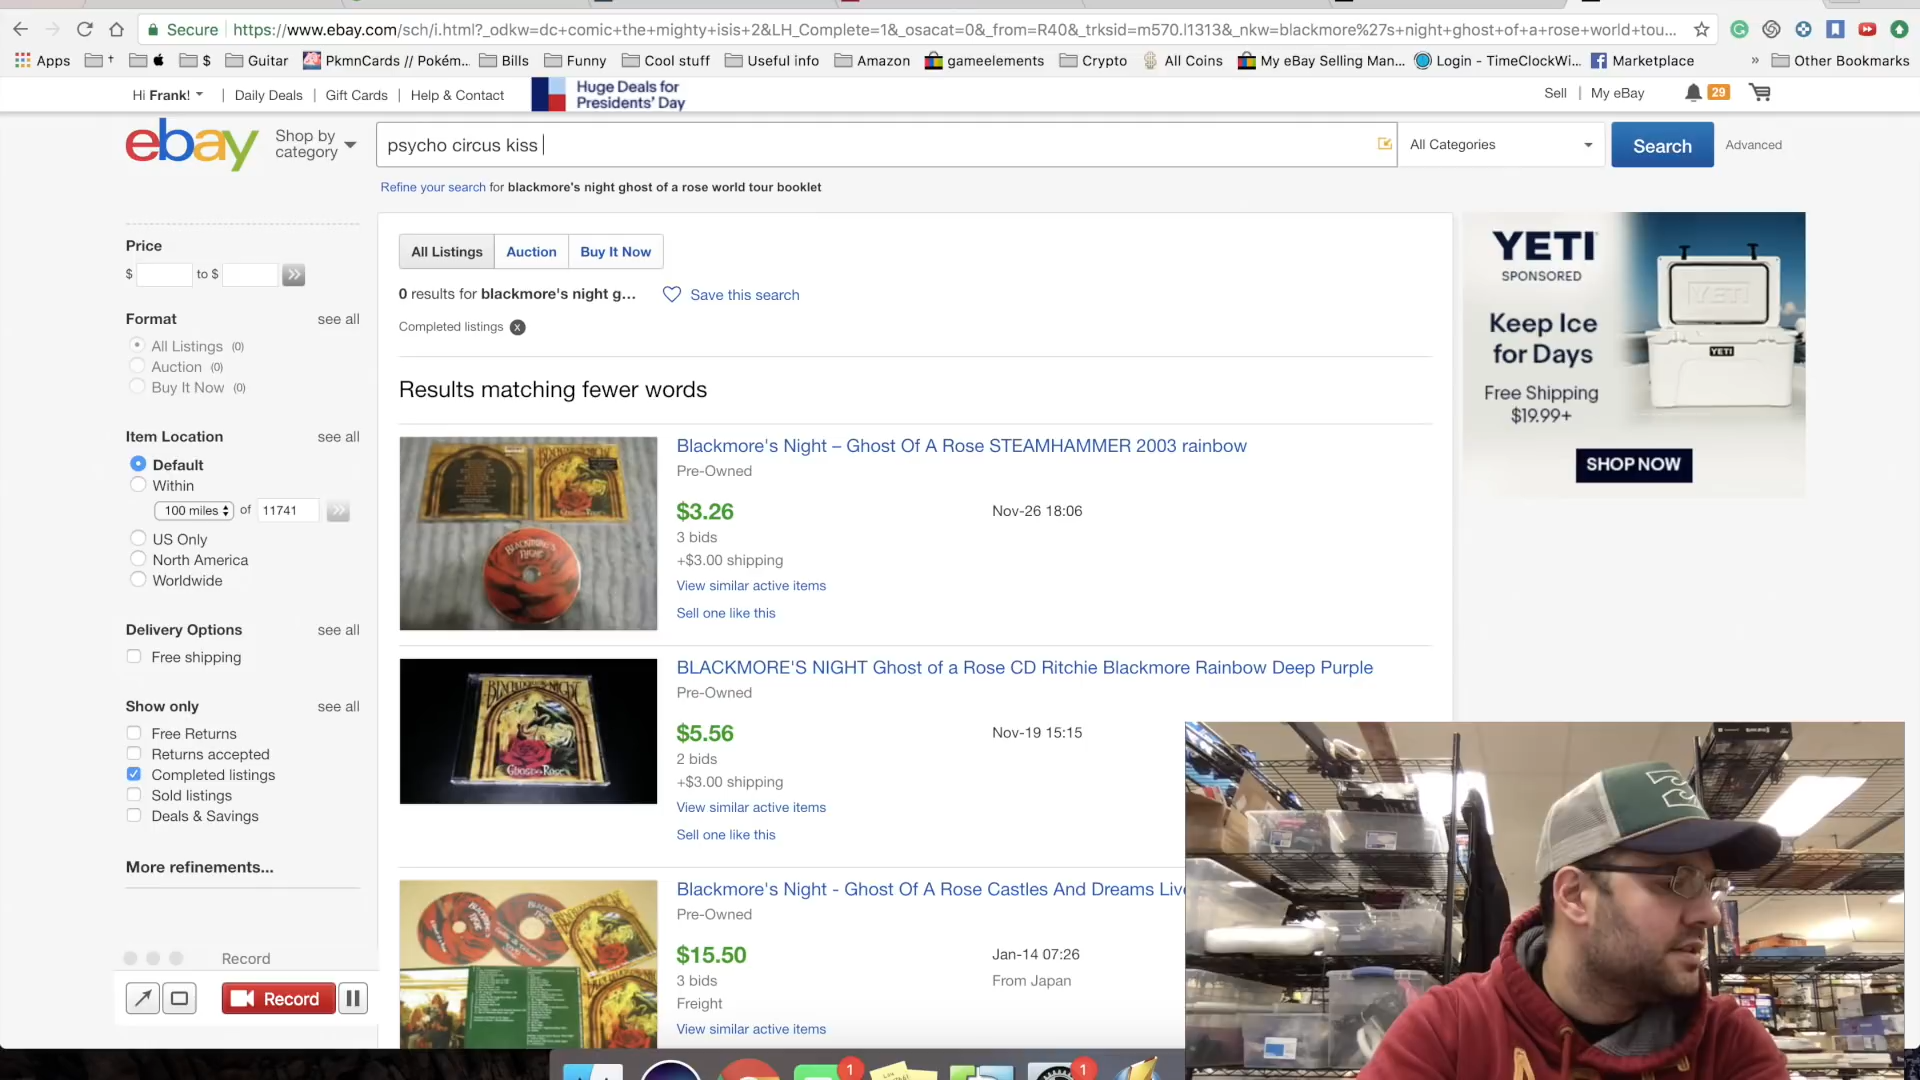 Secure
https://www.ebay.com/sch/i.html?_odkw=dc+comic+the+mighty+isis+2&LH_Complete=1&_osacat=0&_from=R40&_trksid=m570.l1313&_nkw=blackmore%27s+night+ghost+of+a+rose+world+tou...
Apps † $ Guitar PkmnCards // Pokém... Bills Funny Cool stuff Useful info Amazon gameelements Crypto All Coins My eBay Selling Man... Login - TimeClockWi... Marketplace » Other Bookmarks
Hi Frank! | Daily Deals | Gift Cards | Help & Contact
Huge Deals for
Presidents' Day
Sell | My eBay 29
ebay
Shop by
category
psycho circus kiss
All Categories
Search
Advanced
Refine your search for blackmore's night ghost of a rose world tour booklet
Price
$ to $
Format see all
All Listings (0)
Auction (0)
Buy It Now (0)
Item Location see all
Default
Within
100 miles of 11741
US Only
North America
Worldwide
Delivery Options see all
Free shipping
Show only see all
Free Returns
Returns accepted
Completed listings
Sold listings
Deals & Savings
More refinements...
Record
Record
All Listings Auction Buy It Now
0 results for blackmore's night g... Save this search
Completed listings x
Results matching fewer words
Blackmore's Night – Ghost Of A Rose STEAMHAMMER 2003 rainbow
Pre-Owned
$3.26 Nov-26 18:06
3 bids
+$3.00 shipping
View similar active items
Sell one like this
BLACKMORE'S NIGHT Ghost of a Rose CD Ritchie Blackmore Rainbow Deep Purple
Pre-Owned
$5.56 Nov-19 15:15
2 bids
+$3.00 shipping
View similar active items
Sell one like this
Blackmore's Night - Ghost Of A Rose Castles And Dreams Liv
Pre-Owned
$15.50 Jan-14 07:26
3 bids From Japan
Freight
View similar active items
YETI
SPONSORED
Keep Ice
for Days
Free Shipping
$19.99+
SHOP NOW
YETI
BLACKMORE'S NIGHT
GHOST OF A ROSE
1
1